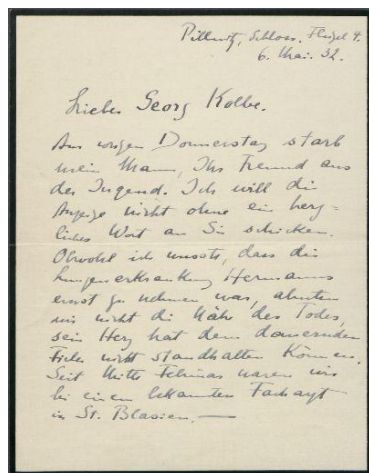 Pillnitz, Schloss. Flügel 4.
6. Mai. 32.
Lieber Georg Kolbe.
Am vorigen Donnerstag starb
mein Mann, Ihr Freund aus
der Jugend. Ich will die
Anzeige nicht ohne ein herz=
liches Wort an Sie schicken.
Obwohl ich wusste, dass die
Lungenerkrankung Hermanns
ernst zu nehmen war, ahnten
wir nicht die Nähe des Todes,
sein Herz hat dem dauernden
Fieber nicht standhalten können.
Seit Mitte Februar waren wir
bei einem bekannten Facharzt
in St. Blasien. —